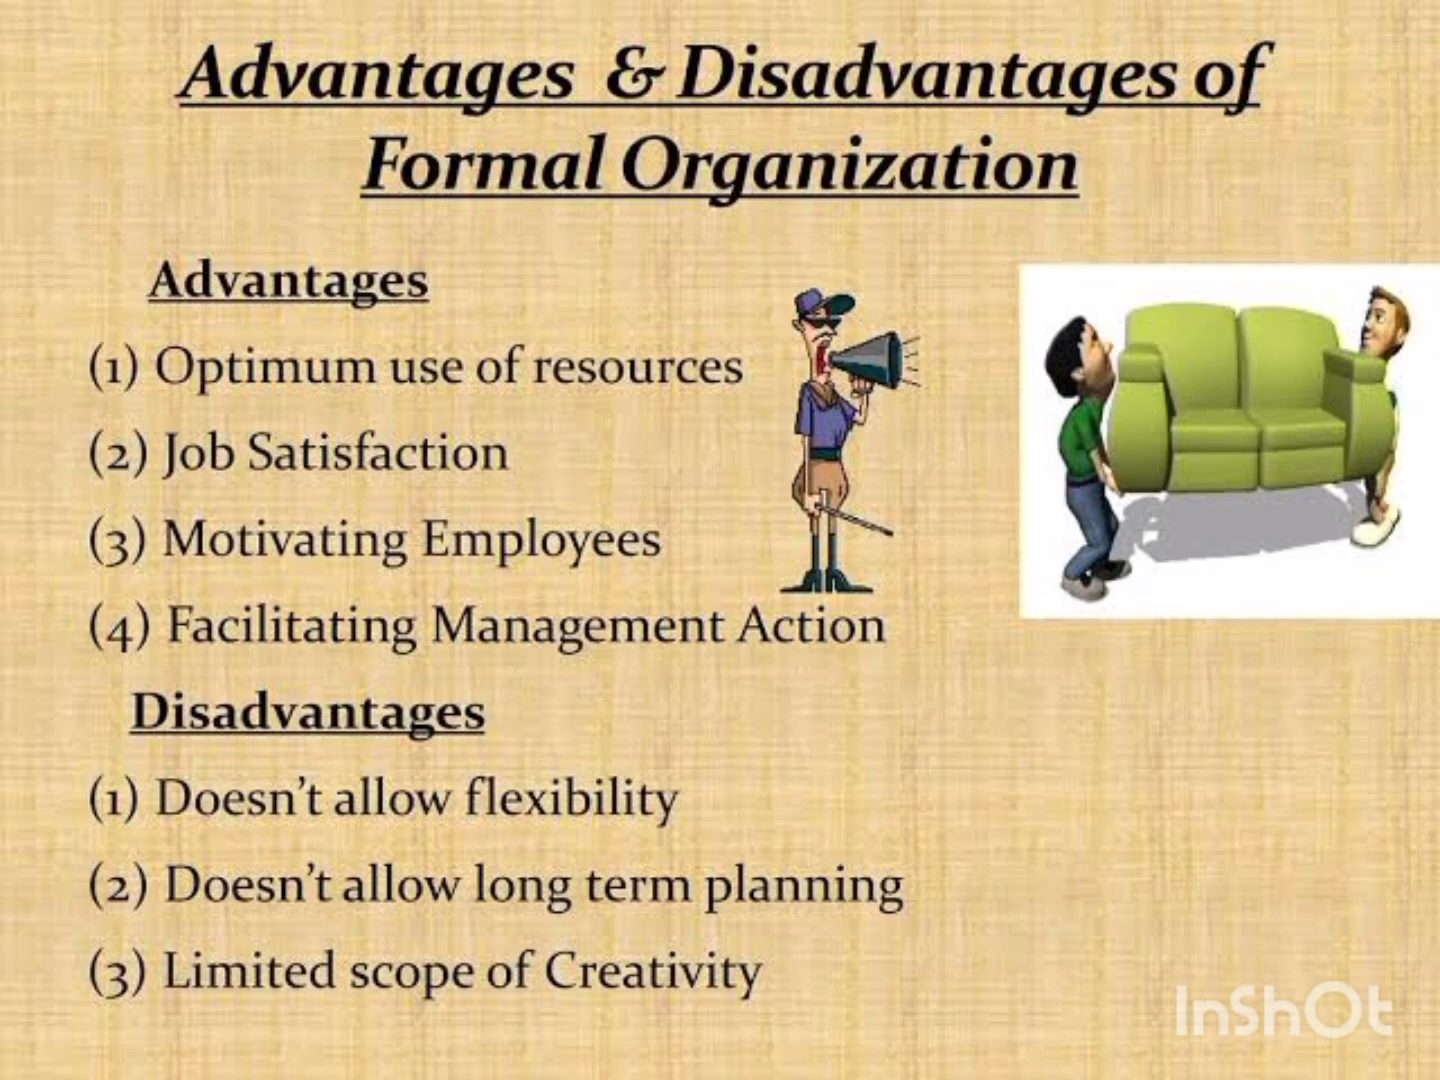 Advantages & Disadvantages of
Formal Organization
Advantages
(1) Optimum use of resources
(2) Job Satisfaction
(3) Motivating Employees
(4) Facilitating Management Action
Disadvantages
(1) Doesn't allow flexibility
(2) Doesn't allow long term planning
(3) Limited scope of Creativity
InShOt